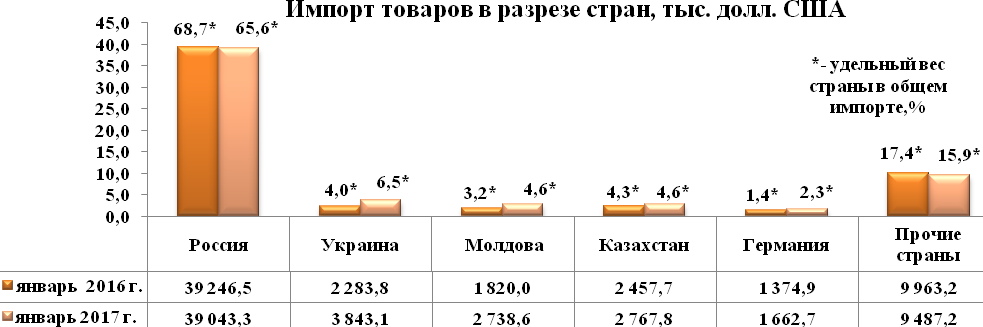 Импорт товаров в разрезе стран, тыс. долл. США
45,0
40,0
35,0
30,0
25,0
20,0
15,0
10,0
5,0
0,0
68,7* 65,6*
4,0* 6,5*
3,2* 4,6*
4,3* 4,6*
1,4* 2,3*
17,4* 15,9*
*- удельный вес
страны в общем
импорте,%
Россия Украина Молдова Казахстан Германия Прочие
страны
январь 2016 г. 39 246,5 2 283,8 1 820,0 2 457,7 1 374,9 9 963,2
январь 2017 г. 39 043,3 3 843,1 2 738,6 2 767,8 1 662,7 9 487,2